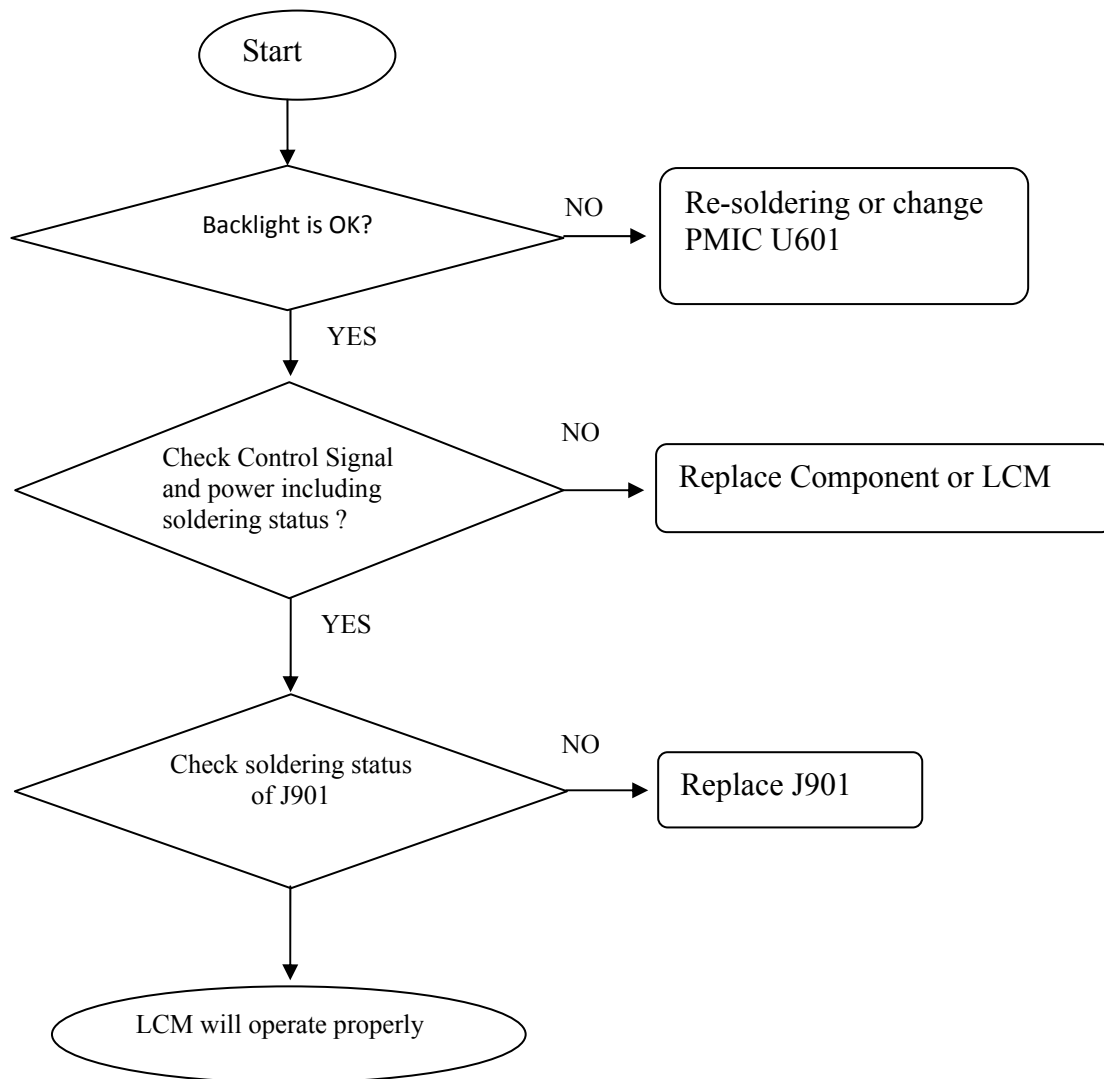 Start
Backlight is OK?
NO
Re-soldering or change
PMIC U601
YES
Check Control Signal
and power including
soldering status ?
NO
Replace Component or LCM
YES
Check soldering status
of J901
NO
Replace J901
LCM will operate properly